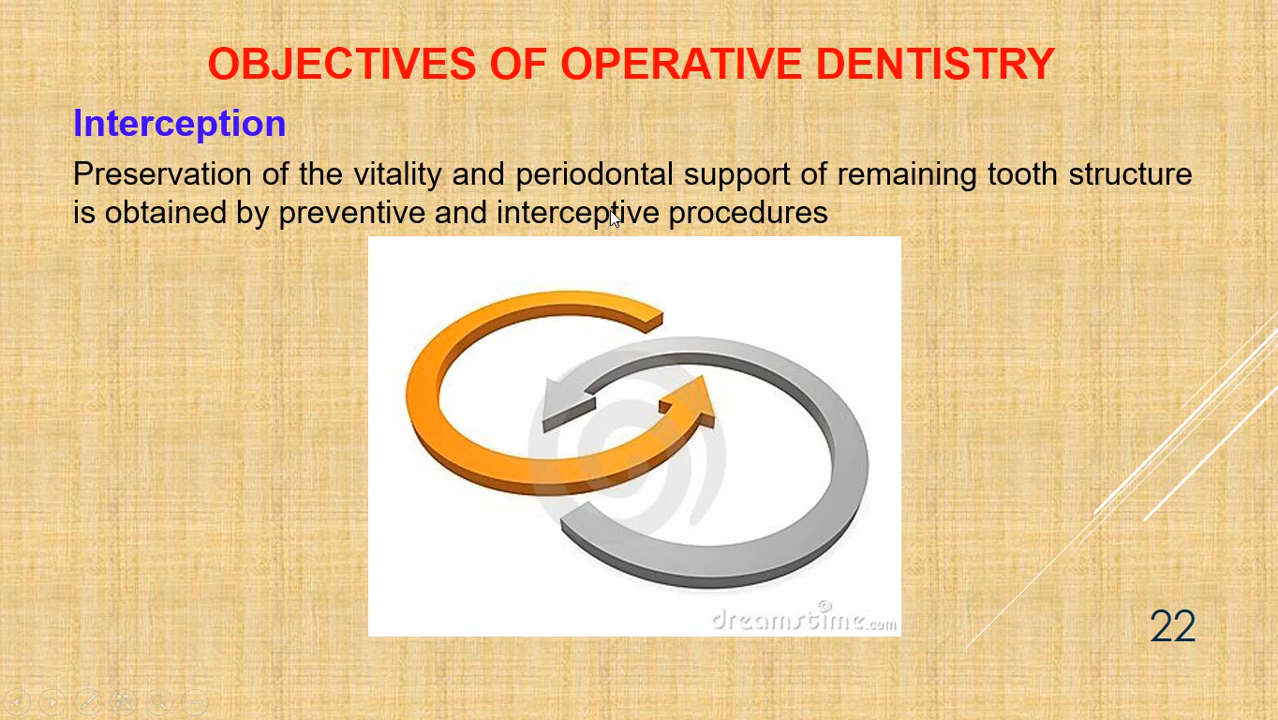 OBJECTIVES OF OPERATIVE DENTISTRY
Interception
Preservation of the vitality and periodontal support of remaining tooth structure
is obtained by preventive and interceptive procedures
dreamstime.com
22